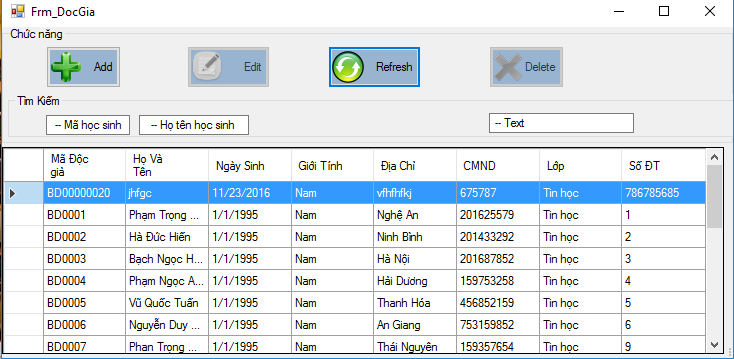 Frm_DocGia
Chức năng
Add Edit Refresh Delete
Tìm Kiếm
-- Mã học sinh -- Họ tên học sinh -- Text
Mã Độc giả Họ Và Tên Ngày Sinh Giới Tính Địa Chỉ CMND Lớp Số ĐT
BD00000020 jhfgc 11/23/2016 Nam vfhfhfkj 675787 Tin học 786785685
BD0001 Phạm Trọng ... 1/1/1995 Nam Nghệ An 201625579 Tin học 1
BD0002 Hà Đức Hiến 1/1/1995 Nam Ninh Bình 201433292 Tin học 2
BD0003 Bạch Ngọc H... 1/1/1995 Nam Hà Nội 201687852 Tin học 3
BD0004 Phạm Ngọc A... 1/1/1995 Nam Hải Dương 159753258 Tin học 4
BD0005 Vũ Quốc Tuấn 1/1/1995 Nam Thanh Hóa 456852159 Tin học 5
BD0006 Nguyễn Duy ... 1/1/1995 Nam An Giang 753159852 Tin học 6
BD0007 Phan Trọng ... 1/1/1995 Nam Thái Nguyên 159357654 Tin học 9